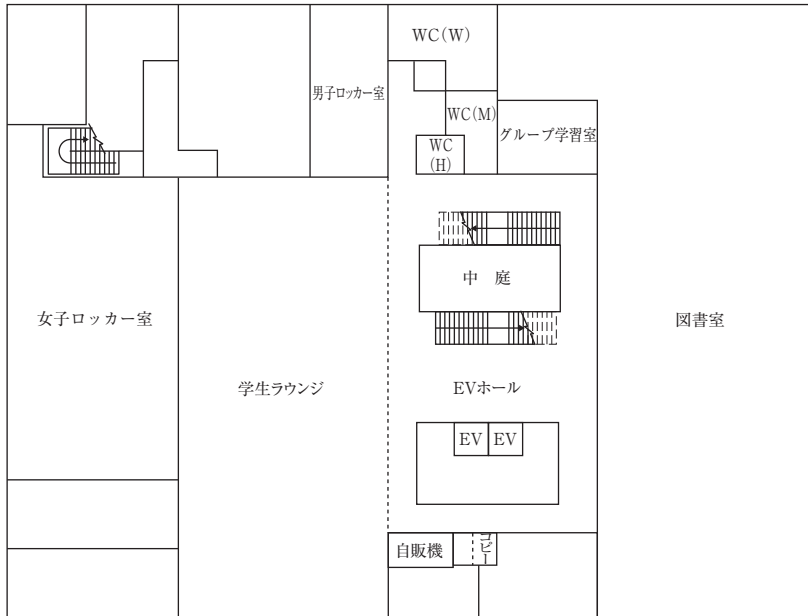 WC(W)
男子ロッカー室
WC(M)
グループ学習室
WC
(H)
中　庭
女子ロッカー室
図書室
学生ラウンジ
EVホール
EV
EV
自販機
コピー